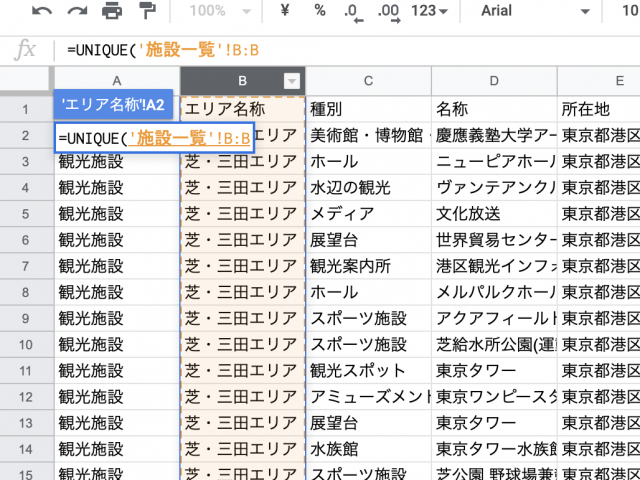 100% ¥ % .0 .00 123 Arial 10
fx =UNIQUE('施設一覧'!B:B
A B C D E
'エリア名称'!A2
1 エリア名称 種別 名称 所在地
2 =UNIQUE('施設一覧'!B:B エリア 美術館・博物館・ 慶應義塾大学アー 東京都港区
3 観光施設 芝・三田エリア ホール ニューピアホール 東京都港区
4 観光施設 芝・三田エリア 水辺の観光 ヴァンテアンクル 東京都港区
5 観光施設 芝・三田エリア メディア 文化放送 東京都港区
6 観光施設 芝・三田エリア 展望台 世界貿易センター 東京都港区
7 観光施設 芝・三田エリア 観光案内所 港区観光インフォ 東京都港区
8 観光施設 芝・三田エリア ホール メルパルクホール 東京都港区
9 観光施設 芝・三田エリア スポーツ施設 アクアフィールド 東京都港区
10 観光施設 芝・三田エリア スポーツ施設 芝給水所公園(運動 東京都港区
11 観光施設 芝・三田エリア 観光スポット 東京タワー 東京都港区
12 観光施設 芝・三田エリア アミューズメント 東京ワンピースタ 東京都港区
13 観光施設 芝・三田エリア 展望台 東京タワー 東京都港区
14 観光施設 芝・三田エリア 水族館 東京タワー水族館 東京都港区
15 観光施設 芝・三田エリア スポーツ施設 芝公園 野球場兼 東京都港区